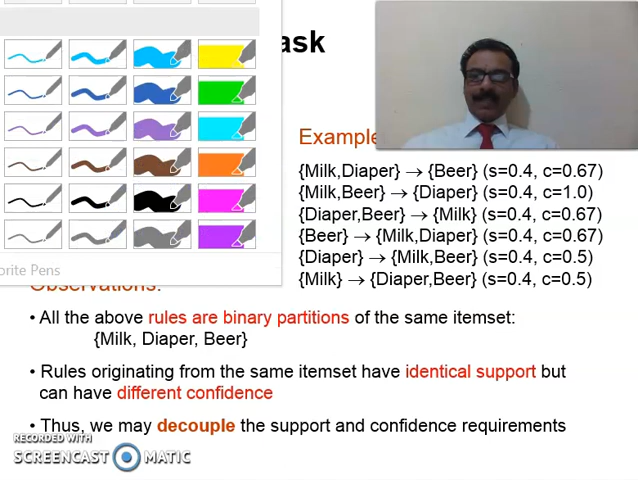 ask
Example
{Milk,Diaper} → {Beer} (s=0.4, c=0.67)
{Milk,Beer} → {Diaper} (s=0.4, c=1.0)
{Diaper,Beer} → {Milk} (s=0.4, c=0.67)
{Beer} → {Milk,Diaper} (s=0.4, c=0.67)
{Diaper} → {Milk,Beer} (s=0.4, c=0.5)
{Milk} → {Diaper,Beer} (s=0.4, c=0.5)
orite Pens
Observations:
• All the above rules are binary partitions of the same itemset:
{Milk, Diaper, Beer}
• Rules originating from the same itemset have identical support but
can have different confidence
• Thus, we may decouple the support and confidence requirements
RECORDED WITH
SCREENCAST MATIC